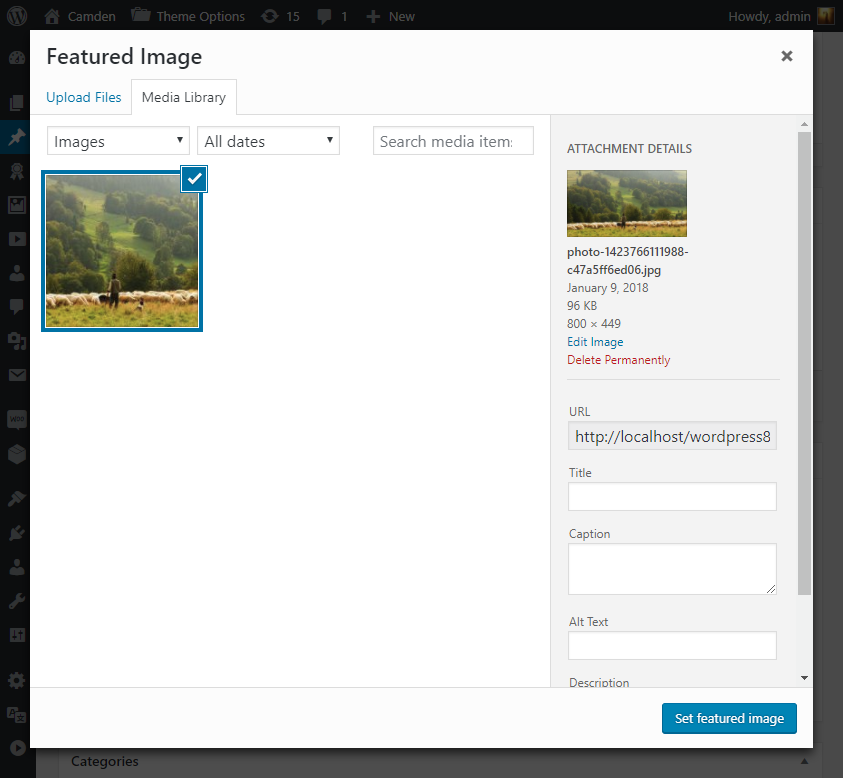 Camden
Theme Options
15
1
New
Howdy, admin
Featured Image
Upload Files
Media Library
Images
All dates
Search media item
ATTACHMENT DETAILS
photo-1423766111988-
c47a5ff6ed06.jpg
January 9, 2018
96 KB
800 × 449
Edit Image
Delete Permanently
URL
http://localhost/wordpress8
Title
Caption
Alt Text
Description
Set featured image
Categories